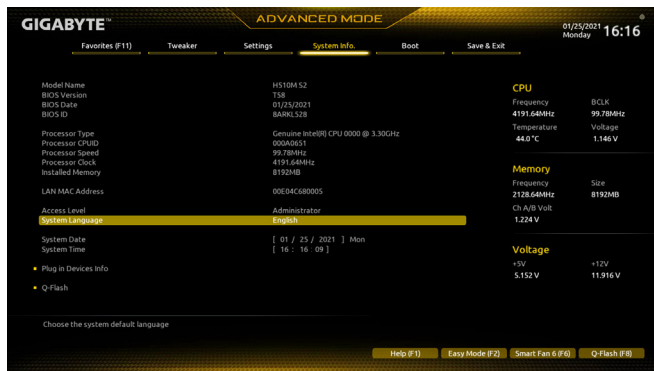 GIGABYTE™
ADVANCED MODE
01/25/2021 16:16
Monday
Favorites (F11) Tweaker Settings System Info. Boot Save & Exit
Model Name H510M S2
BIOS Version T58
BIOS Date 01/25/2021
BIOS ID 8ARKLS28
Processor Type Genuine Intel(R) CPU 0000 @ 3.30GHz
Processor CPUID 000A0651
Processor Speed 99.78MHz
Processor Clock 4191.64MHz
Installed Memory 8192MB
LAN MAC Address 00E04C680005
Access Level Administrator
System Language English
System Date [ 01 / 25 / 2021 ] Mon
System Time [ 16 : 16 : 09 ]
Plug in Devices Info
Q-Flash
Choose the system default language
CPU
Frequency BCLK
4191.64MHz 99.78MHz
Temperature Voltage
44.0 °C 1.146 V
Memory
Frequency Size
2128.64MHz 8192MB
Ch A/B Volt
1.224 V
Voltage
+5V +12V
5.152 V 11.916 V
Help (F1) Easy Mode (F2) Smart Fan 6 (F6) Q-Flash (F8)